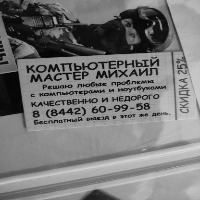 КОМПЬЮТЕРНЫЙ
МАСТЕР МИХАИЛ
Решаю любые проблемы
с компьютерами и ноутбуками
КАЧЕСТВЕННО И НЕДОРОГО
8 (8442) 60-99-58
Бесплатный выезд в этот же день.
СКИДКА 25%